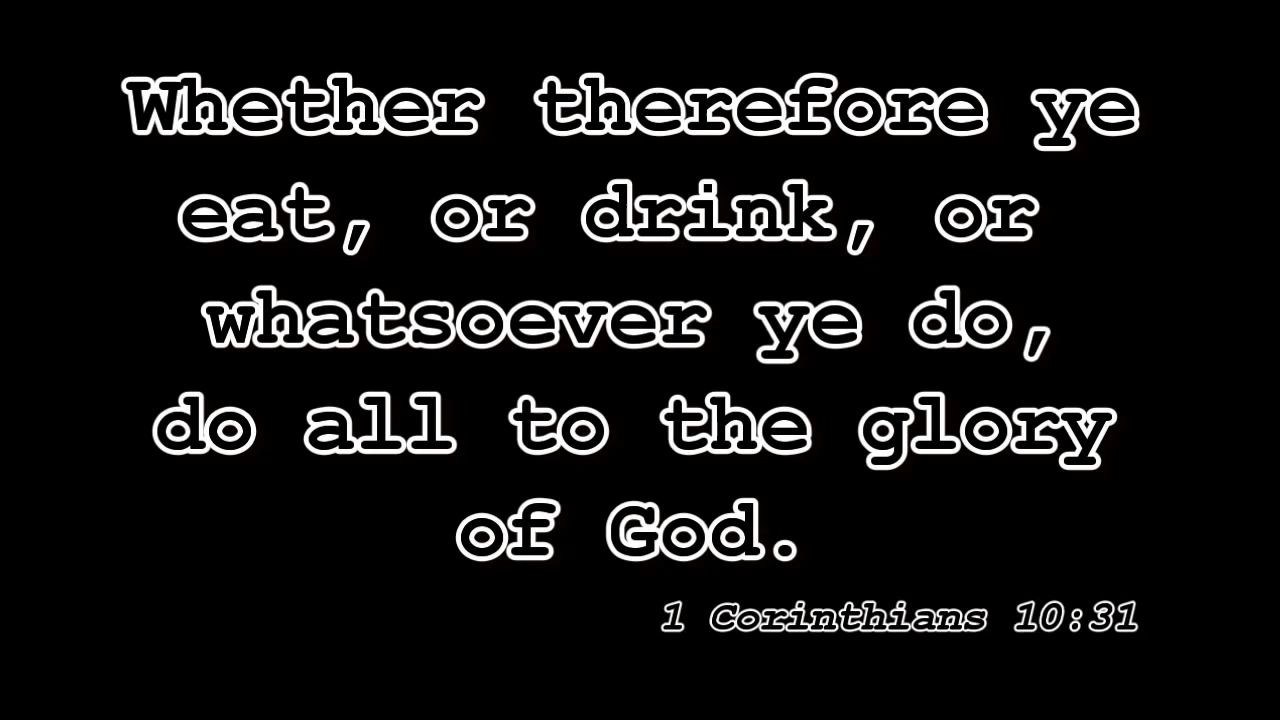 Whether therefore ye
eat, or drink, or
whatsoever ye do,
do all to the glory
of God.
1 Corinthians 10:31